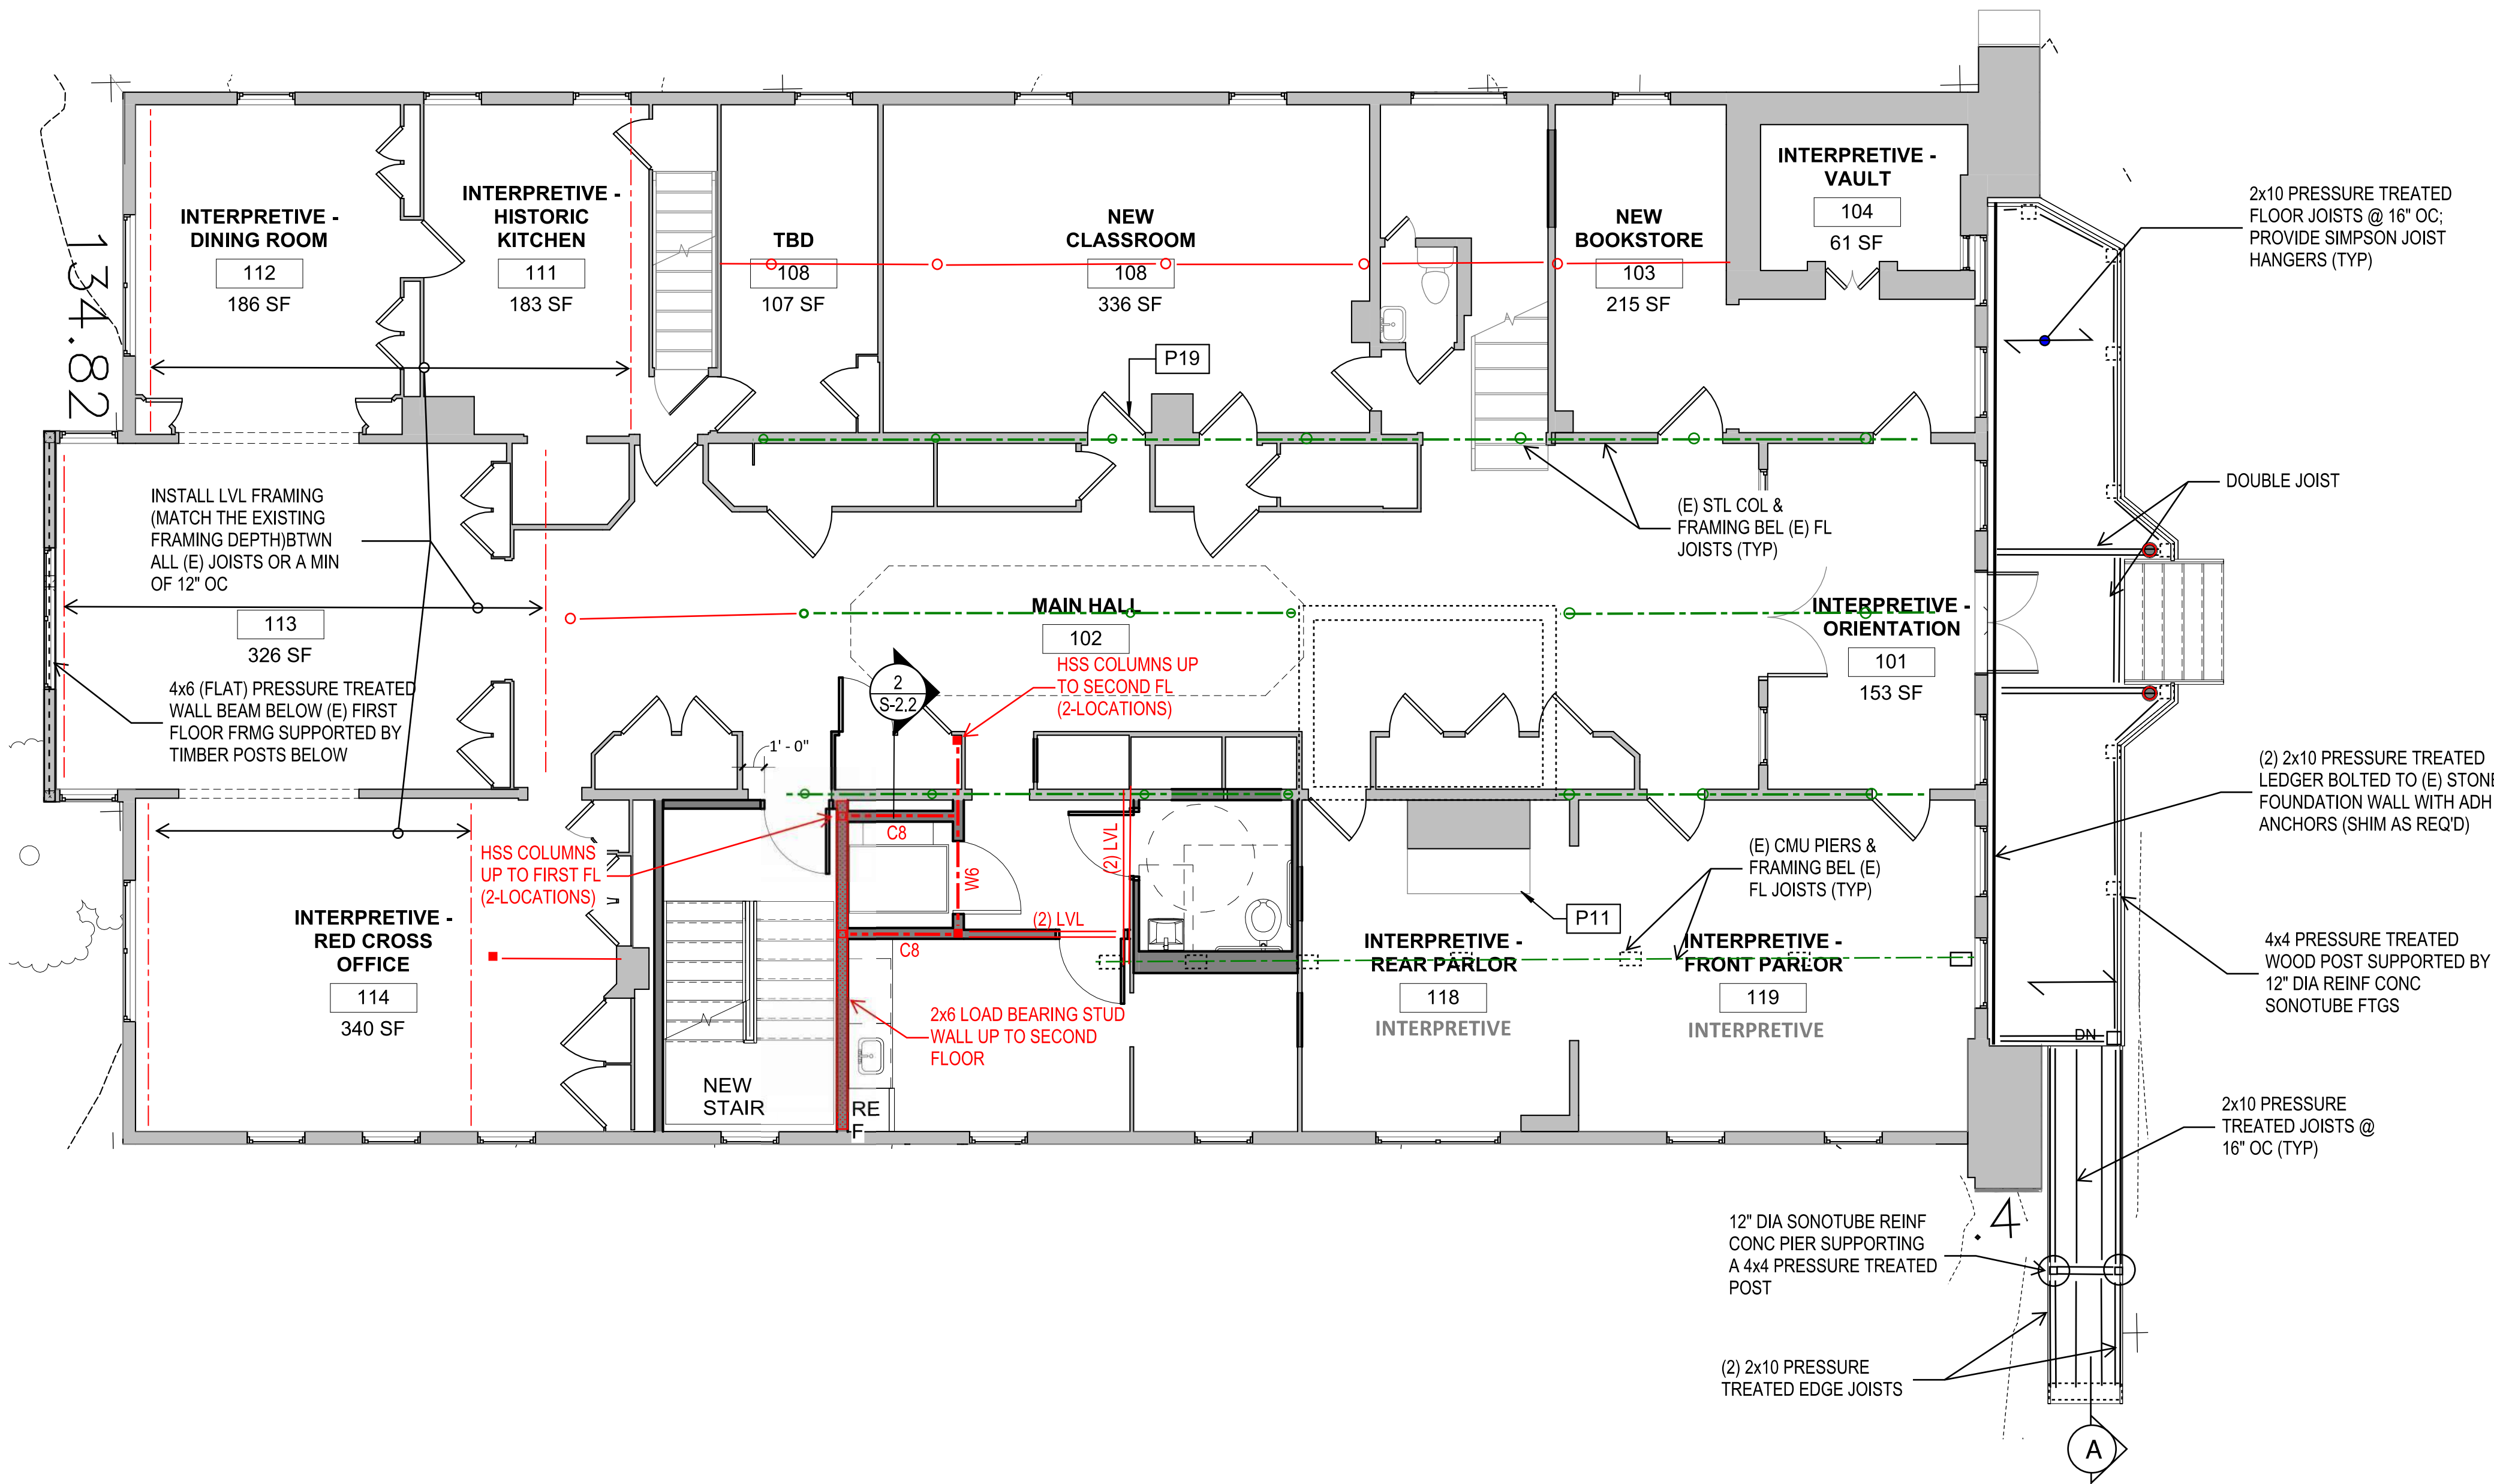 134.82
INTERPRETIVE -
DINING ROOM
112
186 SF
INTERPRETIVE -
HISTORIC
KITCHEN
111
183 SF
TBD
108
107 SF
NEW
CLASSROOM
108
336 SF
P19
NEW
BOOKSTORE
103
215 SF
INTERPRETIVE -
VAULT
104
61 SF
2x10 PRESSURE TREATED
FLOOR JOISTS @ 16" OC;
PROVIDE SIMPSON JOIST
HANGERS (TYP)
DOUBLE JOIST
INSTALL LVL FRAMING
(MATCH THE EXISTING
FRAMING DEPTH)BTWN
ALL (E) JOISTS OR A MIN
OF 12" OC
113
326 SF
4x6 (FLAT) PRESSURE TREATED
WALL BEAM BELOW (E) FIRST
FLOOR FRMG SUPPORTED BY
TIMBER POSTS BELOW
(E) STL COL &
FRAMING BEL (E) FL
JOISTS (TYP)
MAIN HALL
102
2
S-2.2
HSS COLUMNS UP
TO SECOND FL
(2-LOCATIONS)
1' - 0"
INTERPRETIVE -
ORIENTATION
101
153 SF
(2) 2x10 PRESSURE TREATED
LEDGER BOLTED TO (E) STONE
FOUNDATION WALL WITH ADH
ANCHORS (SHIM AS REQ'D)
HSS COLUMNS
UP TO FIRST FL
(2-LOCATIONS)
C8
W6
(2) LVL
(2) LVL
C8
(E) CMU PIERS &
FRAMING BEL (E)
FL JOISTS (TYP)
P11
INTERPRETIVE -
RED CROSS
OFFICE
114
340 SF
INTERPRETIVE -
REAR PARLOR
118
INTERPRETIVE
INTERPRETIVE -
FRONT PARLOR
119
INTERPRETIVE
4x4 PRESSURE TREATED
WOOD POST SUPPORTED BY
12" DIA REINF CONC
SONOTUBE FTGS
2x6 LOAD BEARING STUD
WALL UP TO SECOND
FLOOR
NEW
STAIR
RE
F
DN
2x10 PRESSURE
TREATED JOISTS @
16" OC (TYP)
.4
12" DIA SONOTUBE REINF
CONC PIER SUPPORTING
A 4x4 PRESSURE TREATED
POST
(2) 2x10 PRESSURE
TREATED EDGE JOISTS
A